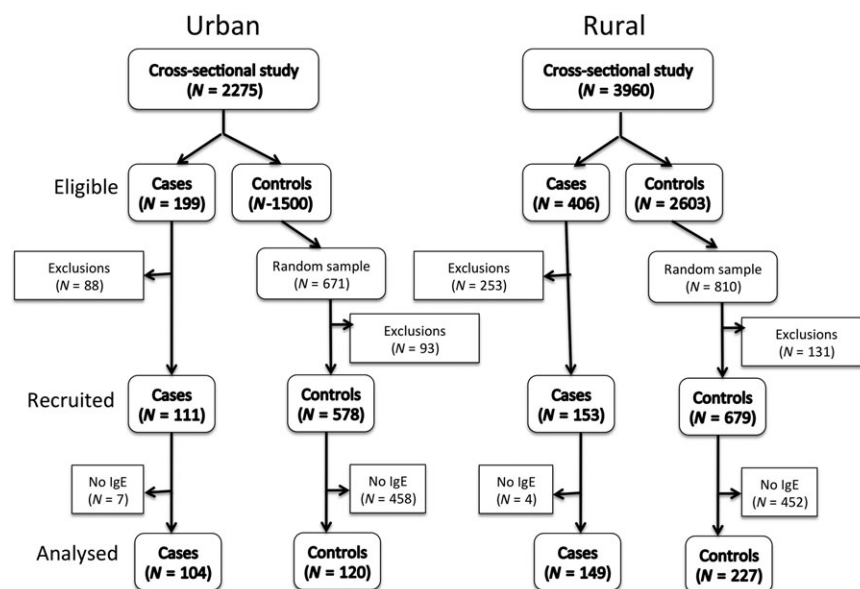 Urban
Cross-sectional study
(N = 2275)
Eligible
Cases
(N = 199)
Controls
(N-1500)
Exclusions
(N = 88)
Random sample
(N = 671)
Exclusions
(N = 93)
Recruited
Cases
(N = 111)
Controls
(N = 578)
No IgE
(N = 7)
No IgE
(N = 458)
Analysed
Cases
(N = 104)
Controls
(N = 120)
Rural
Cross-sectional study
(N = 3960)
Cases
(N = 406)
Controls
(N = 2603)
Exclusions
(N = 253)
Random sample
(N = 810)
Exclusions
(N = 131)
Cases
(N = 153)
Controls
(N = 679)
No IgE
(N = 4)
No IgE
(N = 452)
Cases
(N = 149)
Controls
(N = 227)